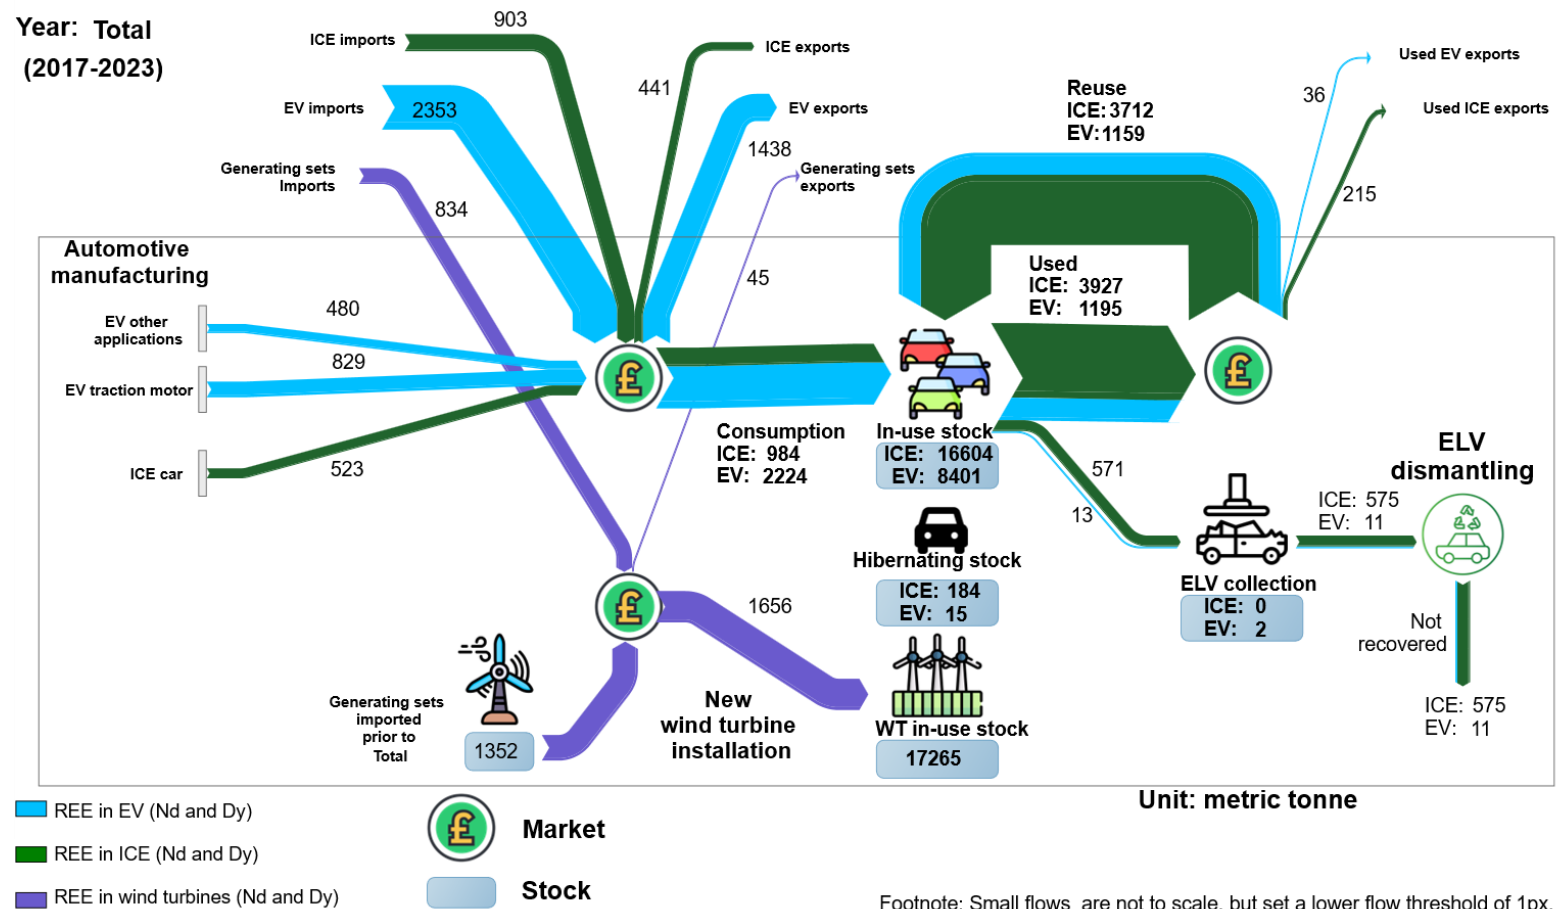 Year: Total
(2017-2023)
ICE imports
903
EV imports
2353
Generating sets
Imports
834
441
ICE exports
EV exports
1438
Generating sets
exports
45
Reuse
ICE: 3712
EV: 1159
Used EV exports
36
Used ICE exports
215
Automotive
manufacturing
EV other
applications
480
EV traction motor
829
ICE car
523
Used
ICE: 3927
EV: 1195
£
£
Consumption
ICE: 984
EV: 2224
In-use stock
ICE: 16604
EV: 8401
571
13
ELV
dismantling
ICE: 575
EV: 11
Hibernating stock
ICE: 184
EV: 15
ELV collection
ICE: 0
EV: 2
Not
recovered
ICE: 575
EV: 11
£
1656
Generating sets
imported
prior to
Total
1352
New
wind turbine
installation
WT in-use stock
17265
Unit: metric tonne
REE in EV (Nd and Dy)
REE in ICE (Nd and Dy)
REE in wind turbines (Nd and Dy)
£
Market
Stock
Footnote: Small flows are not to scale, but set a lower flow threshold of 1px.